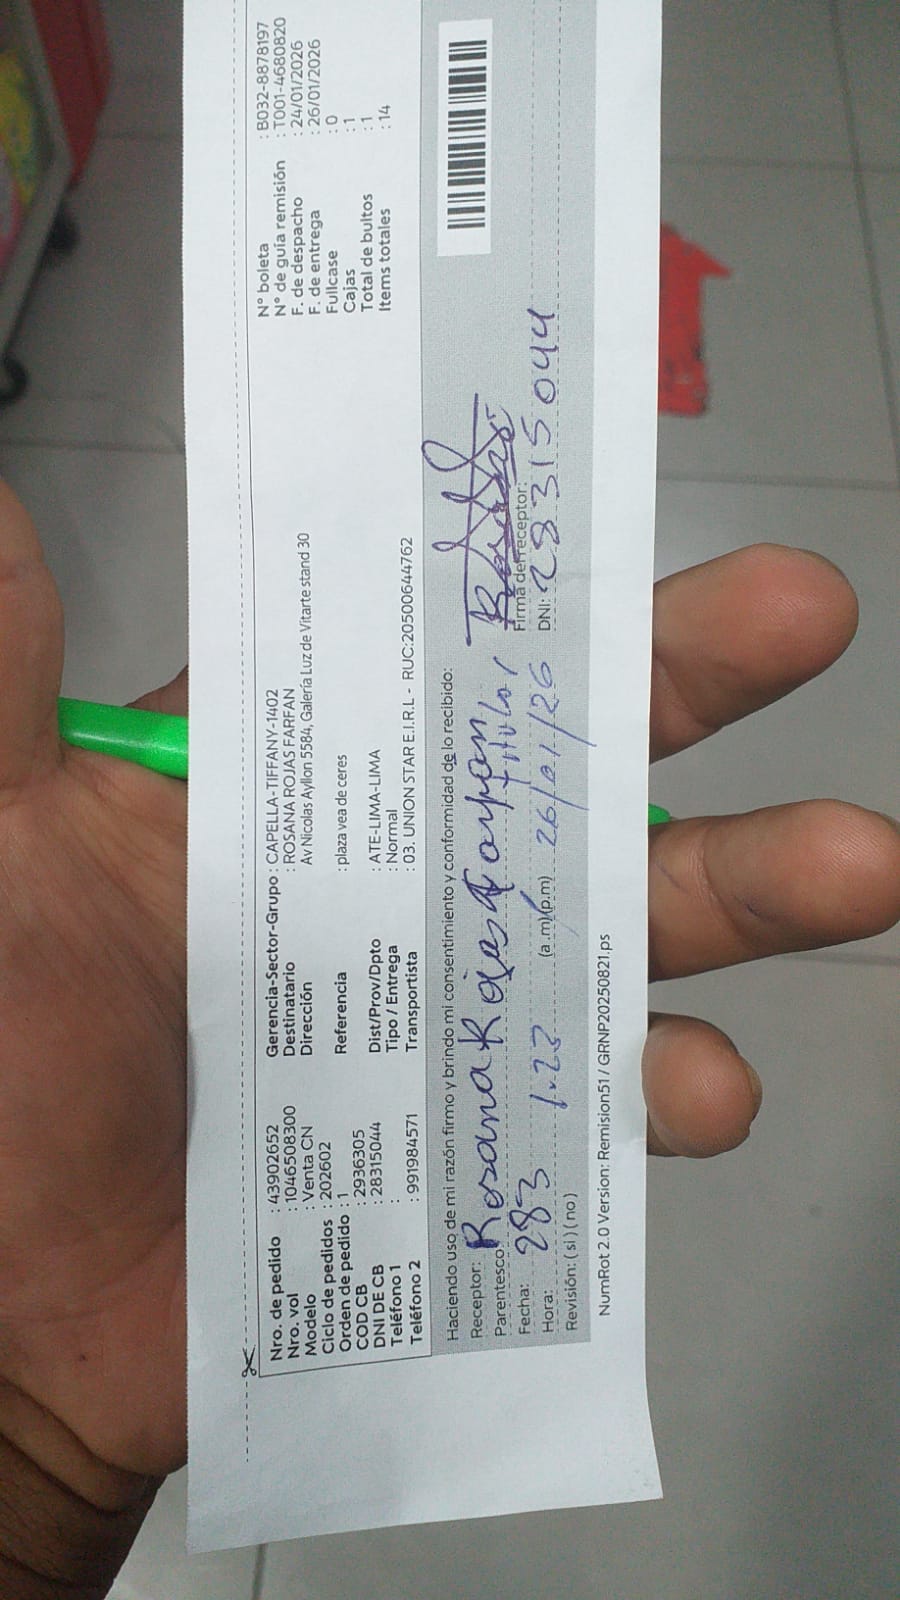 Nro. de pedido : 43902652
Nro. vol : 1046508300
Modelo : Venta CN
Ciclo de pedidos : 202602
Orden de pedido : 1
COD CB : 2936305
DNI DE CB : 28315044
Teléfono 1 :
Teléfono 2 : 991984571
Gerencia-Sector-Grupo : CAPELLA-TIFFANY-1402
Destinatario : ROSANA ROJAS FARFAN
Dirección Av Nicolas Ayllon 5584, Galería Luz de Vitarte stand 30
Referencia : plaza vea de ceres
Dist/Prov/Dpto : ATE-LIMA-LIMA
Tipo / Entrega : Normal
Transportista : 03. UNION STAR E.I.R.L - RUC:20500644762
N° boleta : B032-8878197
N° de guía remisión : T001-4680820
F. de despacho : 24/01/2026
F. de entrega : 26/01/2026
Fullcase : 0
Cajas : 1
Total de bultos : 1
Items totales : 14
Haciendo uso de mi razón firmo y brindo mi consentimiento y conformidad de lo recibido:
Receptor: Rosana Rojas Farfan
Parentesco: titular
Firma del receptor:
Fecha: 283
Hora: 1.23 (a.m)(p.m) 26/01/26 DNI: 28315044
Revisión: (si) (no)
NumRot 2.0 Version: Remision51 / GRNP20250821.ps